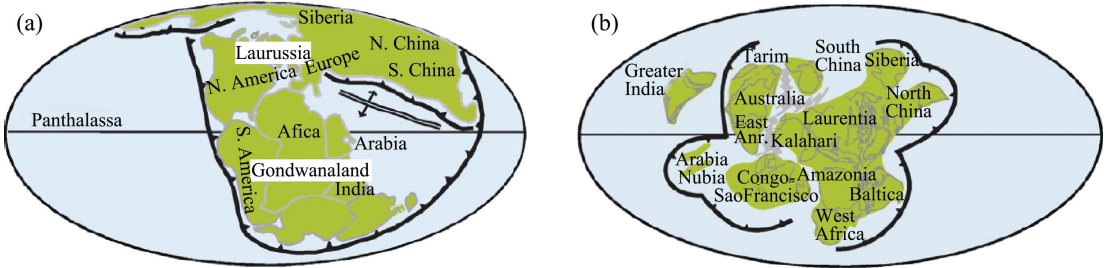 (a)
Siberia
Laurussia
N. China
N. America Europe
S. China
Panthalassa
Afica
Arabia
S. America
Gondwanaland
India
(b)
Tarim
South
China
Siberia
Greater
India
Australia
North
China
Laurentia
East
Anr.
Kalahari
Arabia
Nubia
Congo-
SaoFrancisco
Amazonia
Baltica
West
Africa